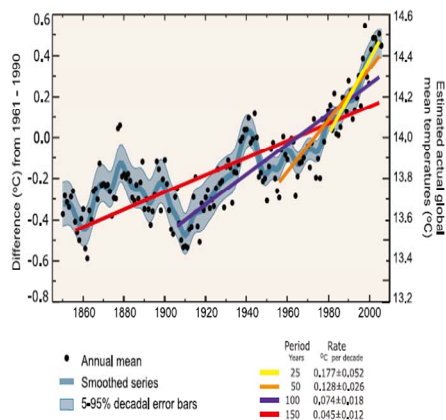 Difference (°C) from 1961 – 1990
0.6
0.4
0.2
0.0
-0.2
-0.4
-0.6
-0.8
1860 1880 1900 1920 1940 1960 1980 2000
14,6
14,4
14,2
14,0
13,8
13,6
13,4
13,2
Estimated actual global
mean temperatures (°C)
Annual mean
Smoothed series
5-95% decadal error bars
Period Rate
Years °C per decade
25 0.177±0.052
50 0.128±0.026
100 0.074±0.018
150 0.045±0.012